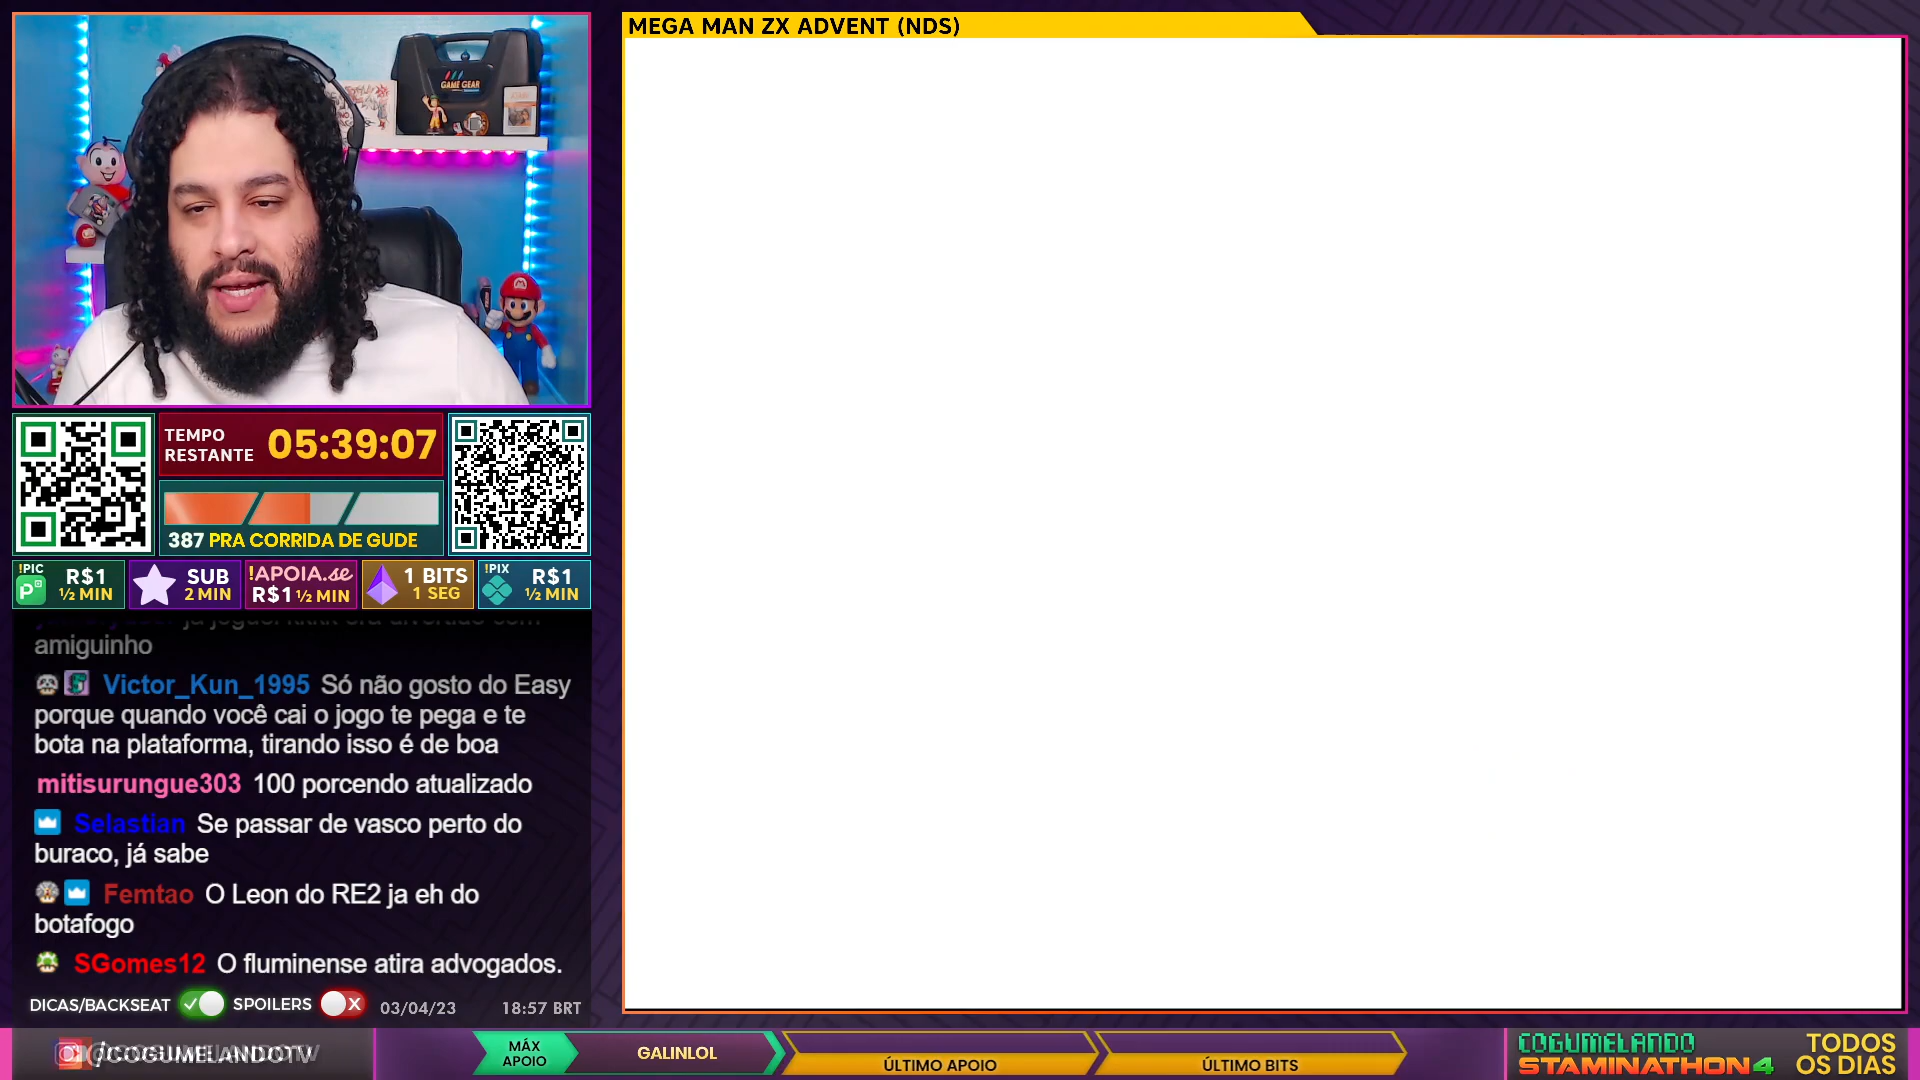 MEGA MAN ZX ADVENT (NDS)
GAME GEAR
TEMPO
RESTANTE
05:39:07
387 PRA CORRIDA DE GUDE
!PIC
R$1
½ MIN
SUB
2 MIN
!APOIA.se
R$1 ½ MIN
1 BITS
1 SEG
!PIX
R$1
½ MIN
amiguinho
Victor_Kun_1995 Só não gosto do Easy
porque quando você cai o jogo te pega e te
bota na plataforma, tirando isso é de boa
mitisurungue303 100 porcendo atualizado
Selastian Se passar de vasco perto do
buraco, já sabe
Femtao O Leon do RE2 ja eh do
botafogo
SGomes12 O fluminense atira advogados.
DICAS/BACKSEAT
SPOILERS
X
03/04/23
18:57 BRT
MÁX
APOIO
GALINLOL
ÚLTIMO APOIO
ÚLTIMO BITS
COGUMELANDO
STAMINATHON 4
TODOS
OS DIAS